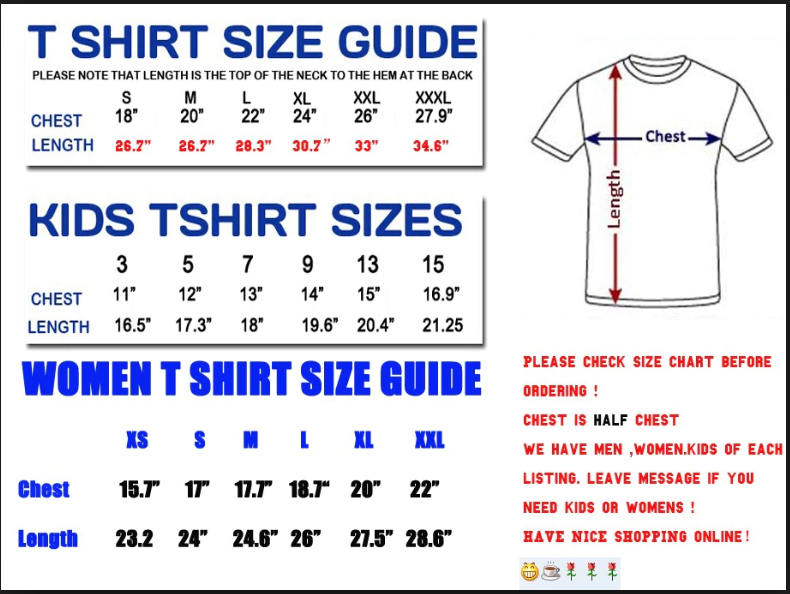 T SHIRT SIZE GUIDE
PLEASE NOTE THAT LENGTH IS THE TOP OF THE NECK TO THE HEM AT THE BACK
S M L XL XXL XXXL
CHEST 18” 20” 22” 24” 26” 27.9”
LENGTH 26.7” 26.7” 28.3” 30.7” 33” 34.6”
KIDS TSHIRT SIZES
3 5 7 9 13 15
CHEST 11” 12” 13” 14” 15” 16.9”
LENGTH 16.5” 17.3” 18” 19.6” 20.4” 21.25
WOMEN T SHIRT SIZE GUIDE
XS S M L XL XXL
Chest 15.7” 17” 17.7” 18.7“ 20” 22”
Length 23.2 24” 24.6” 26” 27.5” 28.6”
Chest
Length
PLEASE CHECK SIZE CHART BEFORE
ORDERING !
CHEST IS HALF CHEST
WE HAVE MEN ,WOMEN.KIDS OF EACH
LISTING. LEAVE MESSAGE IF YOU
NEED KIDS OR WOMENS !
HAVE NICE SHOPPING ONLINE!